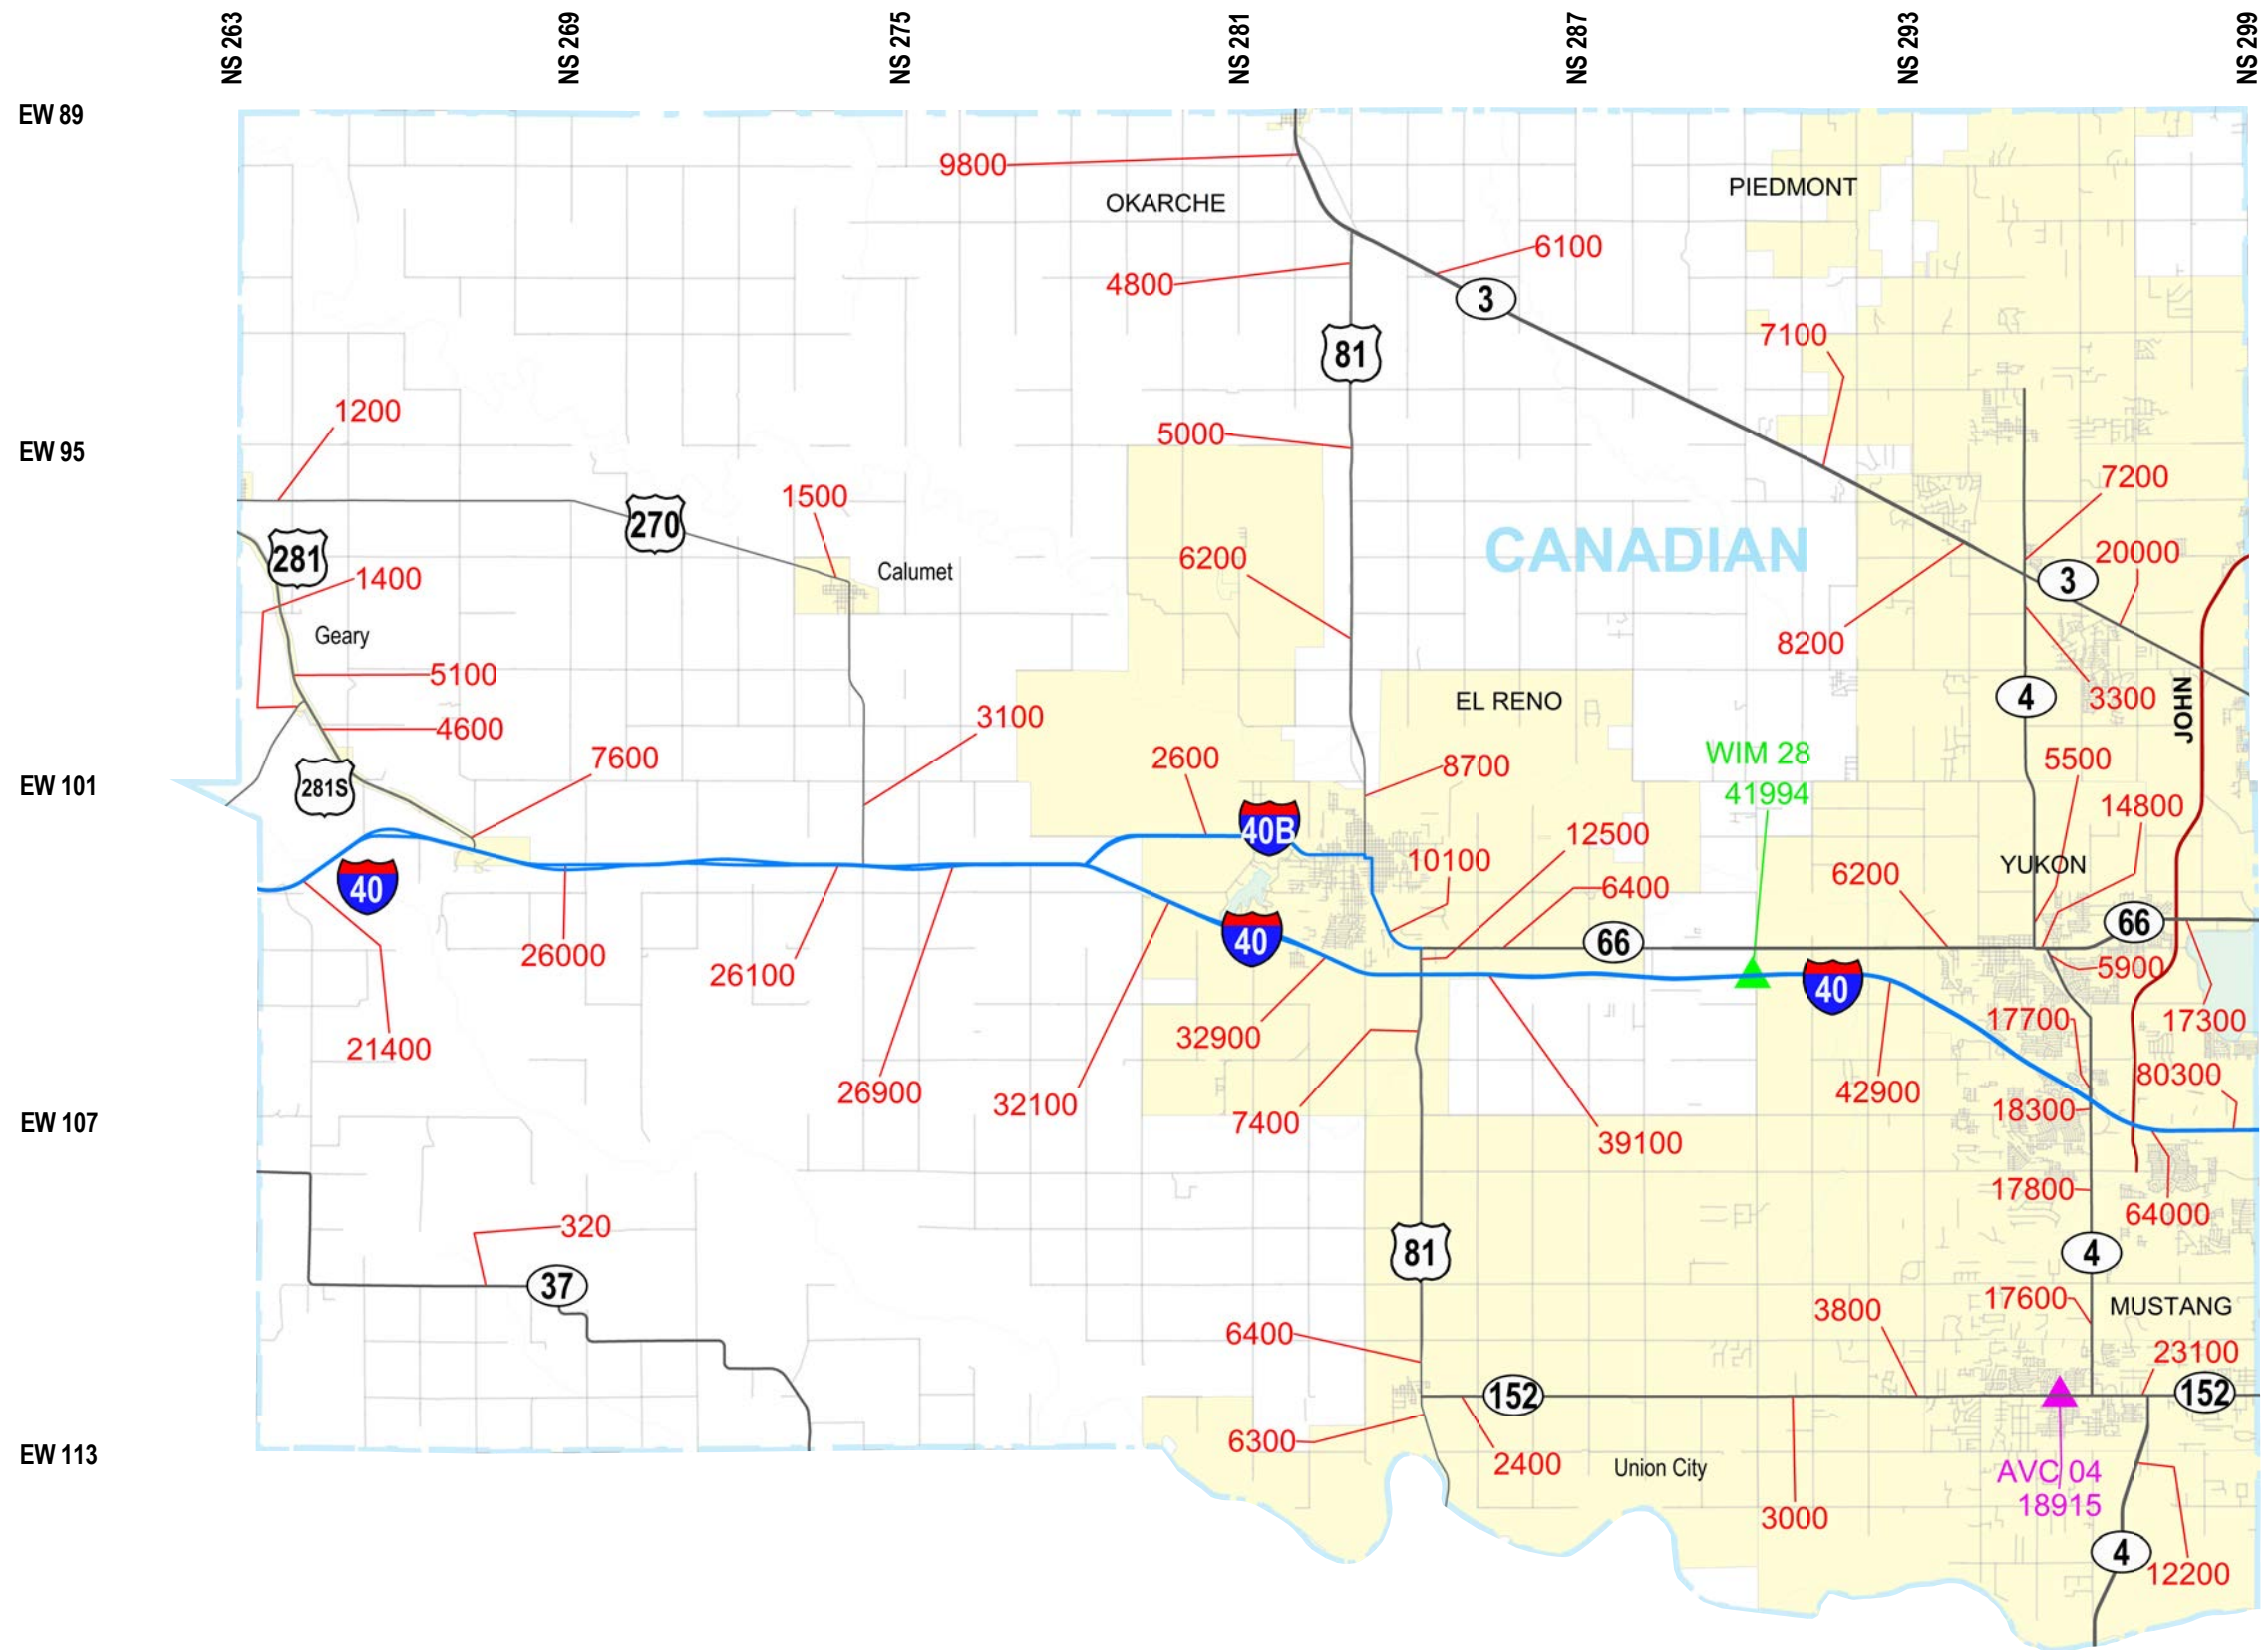 NS 263
NS 269
NS 275
NS 281
NS 287
NS 293
NS 299
EW 89
9800
OKARCHE
PIEDMONT
6100
4800
3
7100
81
1200
5000
EW 95
7200
1500
270
CANADIAN
281
6200
20000
3
1400
Calumet
Geary
8200
5100
EL RENO
4
3300
JOHN
4600
3100
7600
2600
8700
WIM 28
41994
5500
EW 101
281S
14800
40B
12500
10100
YUKON
40
6400
6200
66
40
66
26000
26100
5900
40
32900
17700
17300
21400
26900
32100
80300
42900
7400
18300
EW 107
39100
17800
64000
320
81
4
37
17600
MUSTANG
3800
6400
23100
152
152
6300
EW 113
2400
Union City
AVC 04
18915
3000
4
12200